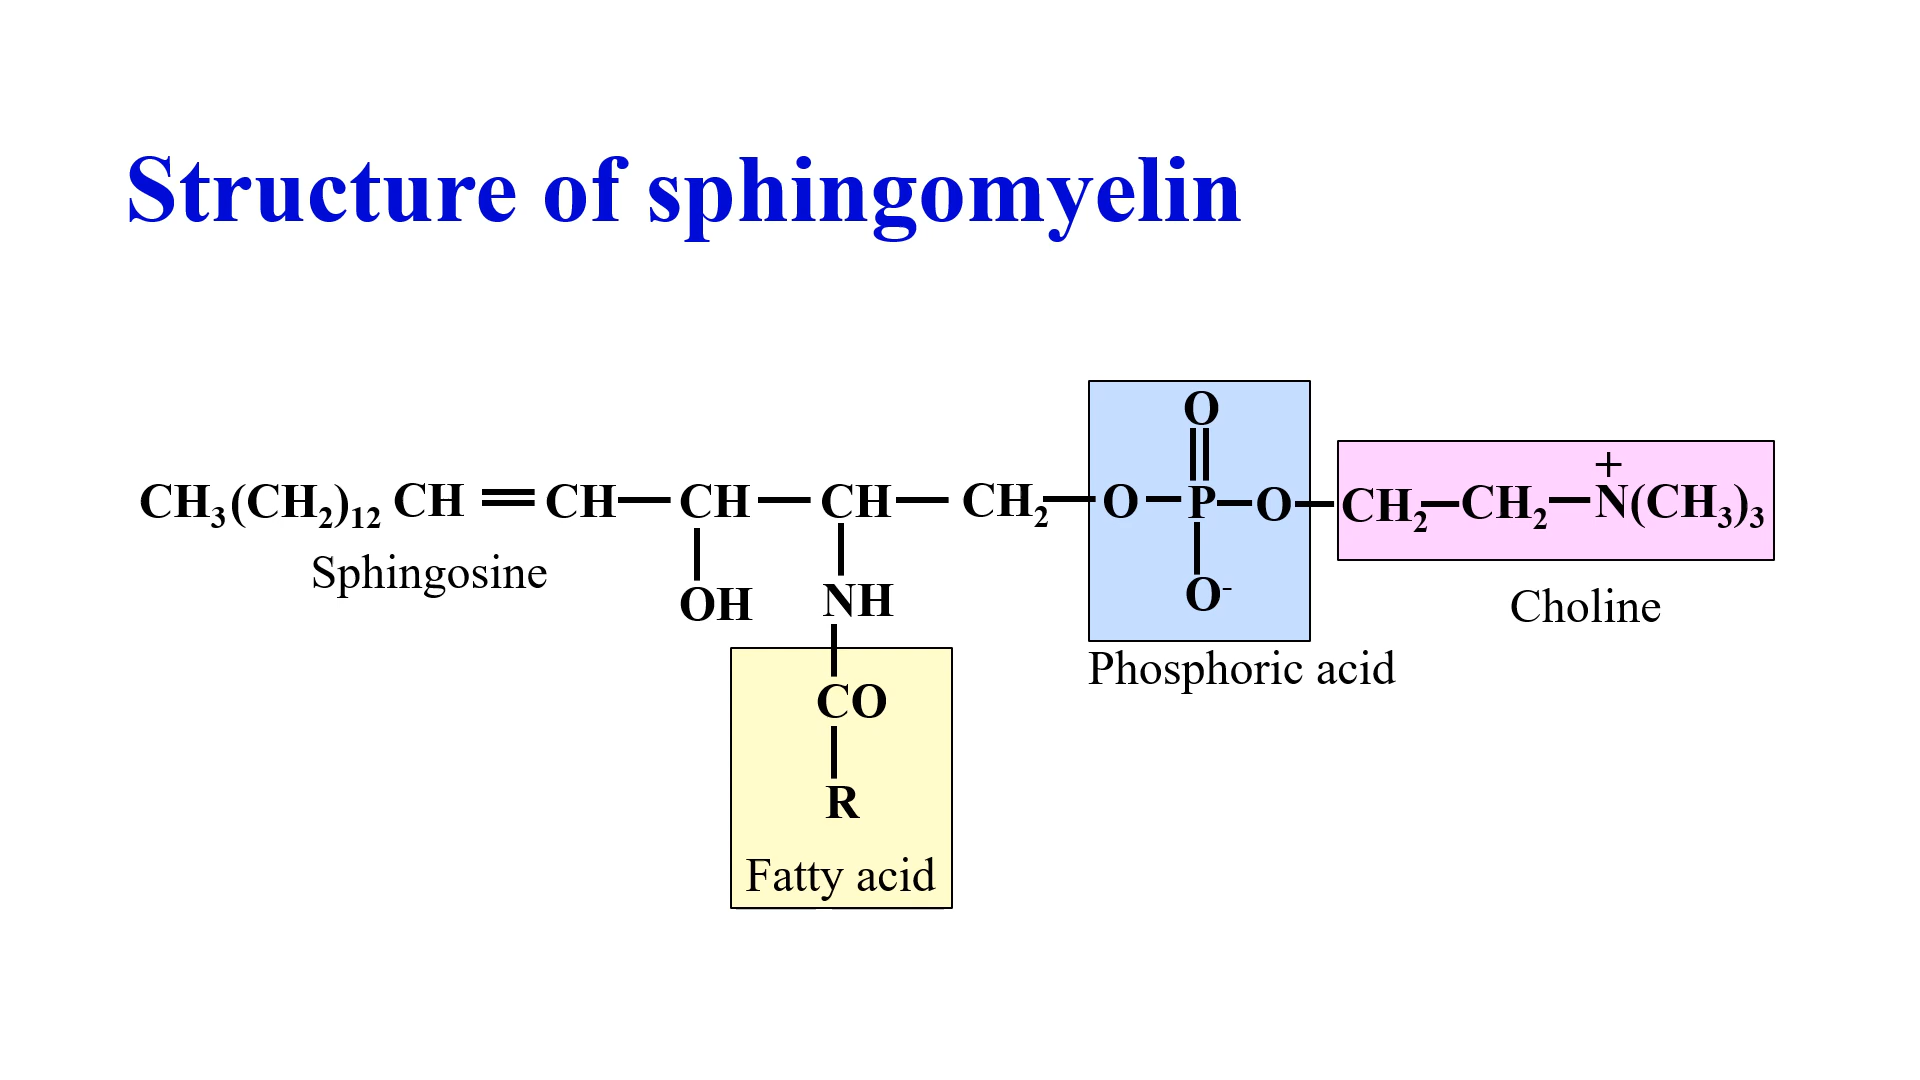 Structure of sphingomyelin
O
+
CH₃(CH₂)₁₂ CH = CH — CH — CH — CH₂ — O — P — O — CH₂ — CH₂ — N(CH₃)₃
Sphingosine
OH NH O⁻
Choline
Phosphoric acid
CO
R
Fatty acid